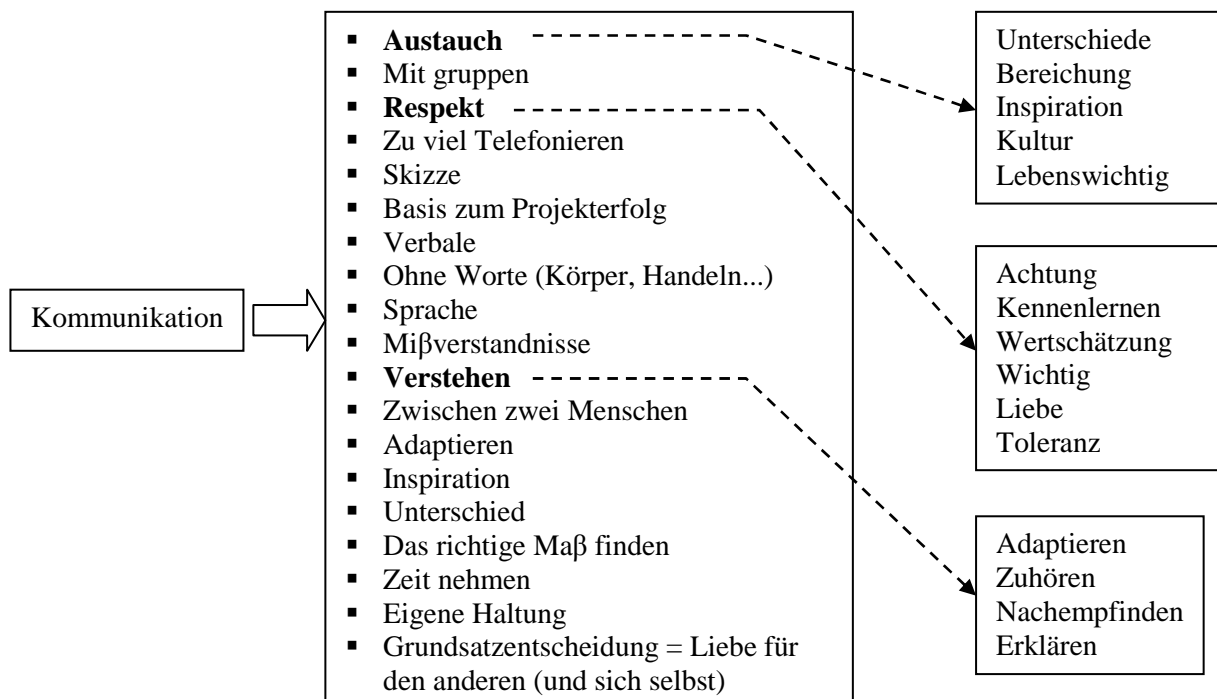 Kommunikation
▪ Austauch
▪ Mit gruppen
▪ Respekt
▪ Zu viel Telefonieren
▪ Skizze
▪ Basis zum Projekterfolg
▪ Verbale
▪ Ohne Worte (Körper, Handeln...)
▪ Sprache
▪ Miβverstandnisse
▪ Verstehen
▪ Zwischen zwei Menschen
▪ Adaptieren
▪ Inspiration
▪ Unterschied
▪ Das richtige Maβ finden
▪ Zeit nehmen
▪ Eigene Haltung
▪ Grundsatzentscheidung = Liebe für
den anderen (und sich selbst)
Unterschiede
Bereichung
Inspiration
Kultur
Lebenswichtig
Achtung
Kennenlernen
Wertschätzung
Wichtig
Liebe
Toleranz
Adaptieren
Zuhören
Nachempfinden
Erklären